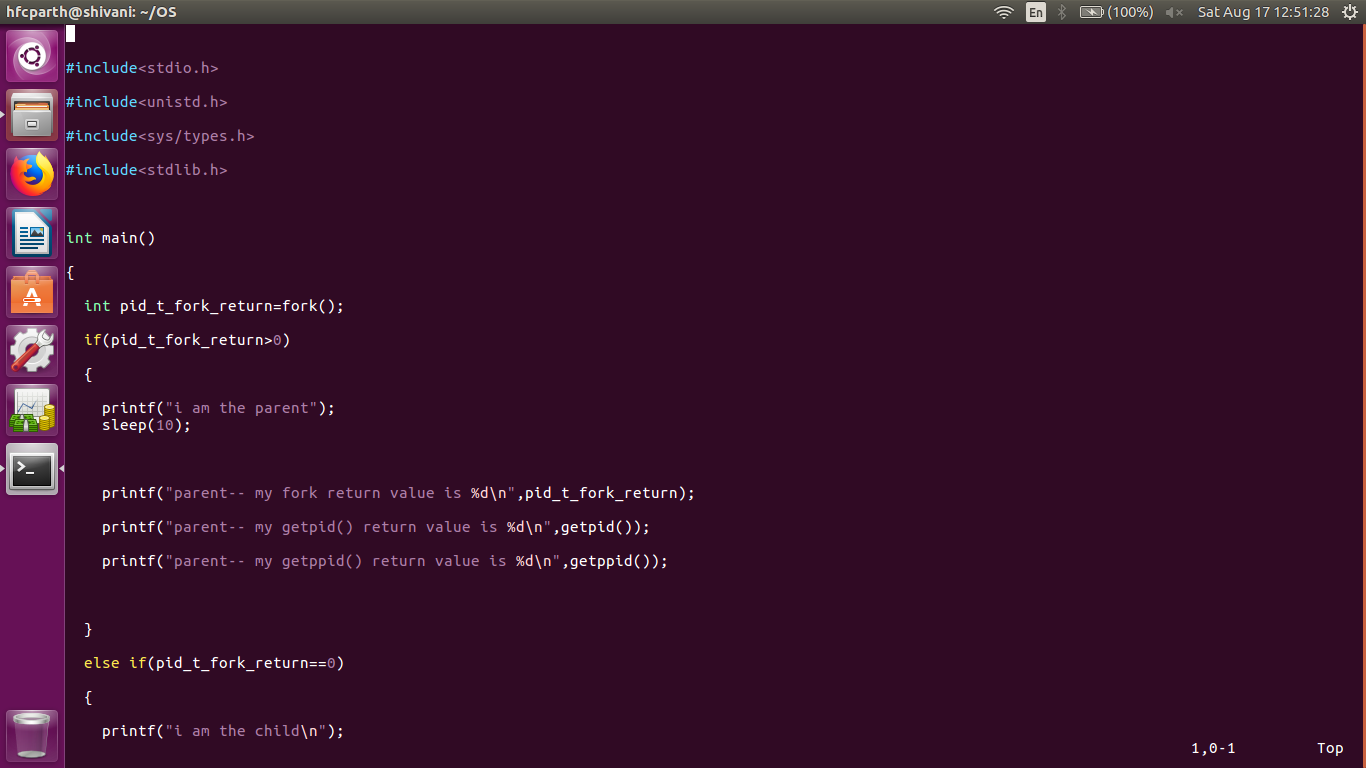 hfcparth@shivani: ~/OS
En
(100%)
Sat Aug 17 12:51:28
#include<stdio.h>
#include<unistd.h>
#include<sys/types.h>
#include<stdlib.h>
int main()
{
int pid_t_fork_return=fork();
if(pid_t_fork_return>0)
{
printf("i am the parent");
sleep(10);
printf("parent-- my fork return value is %d\n",pid_t_fork_return);
printf("parent-- my getpid() return value is %d\n",getpid());
printf("parent-- my getppid() return value is %d\n",getppid());
}
else if(pid_t_fork_return==0)
{
printf("i am the child\n");
1,0-1 Top